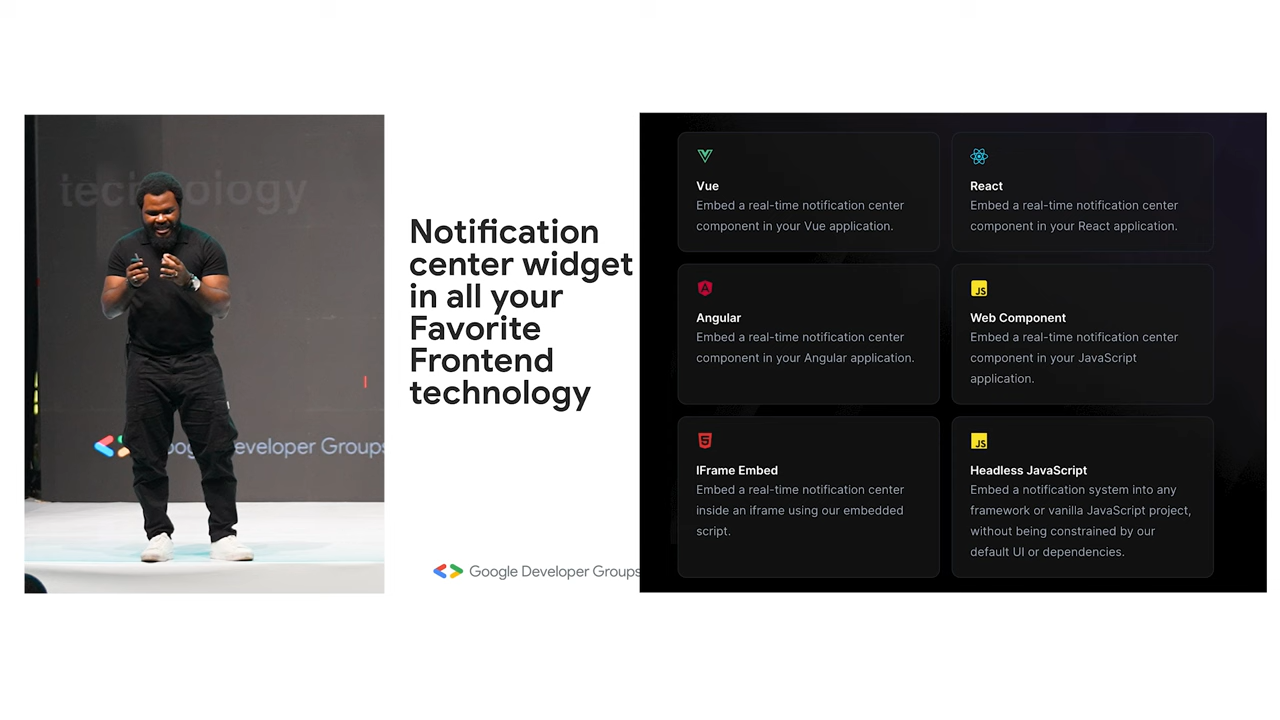 technology
Google Developer Groups
Notification
center widget
in all your
Favorite
Frontend
technology
Google Developer Groups
Vue
Embed a real-time notification center
component in your Vue application.
React
Embed a real-time notification center
component in your React application.
Angular
Embed a real-time notification center
component in your Angular application.
JS
Web Component
Embed a real-time notification center
component in your JavaScript
application.
IFrame Embed
Embed a real-time notification center
inside an iframe using our embedded
script.
JS
Headless JavaScript
Embed a notification system into any
framework or vanilla JavaScript project,
without being constrained by our
default UI or dependencies.